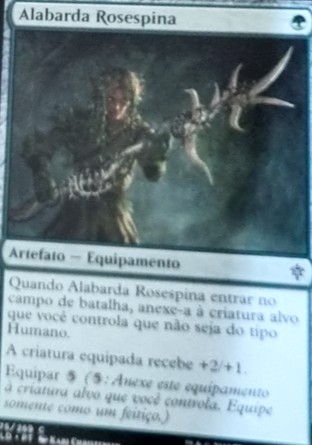 Alabarda Rosespina
Artefato — Equipamento
Quando Alabarda Rosespina entrar no
campo de batalha, anexe-a à criatura alvo
que você controla que não seja do tipo
Humano.
A criatura equipada recebe +2/+1.
Equipar 5 (5: Anexe este equipamento
à criatura alvo que você controla. Equipe
somente como um feitiço.)
C
PT